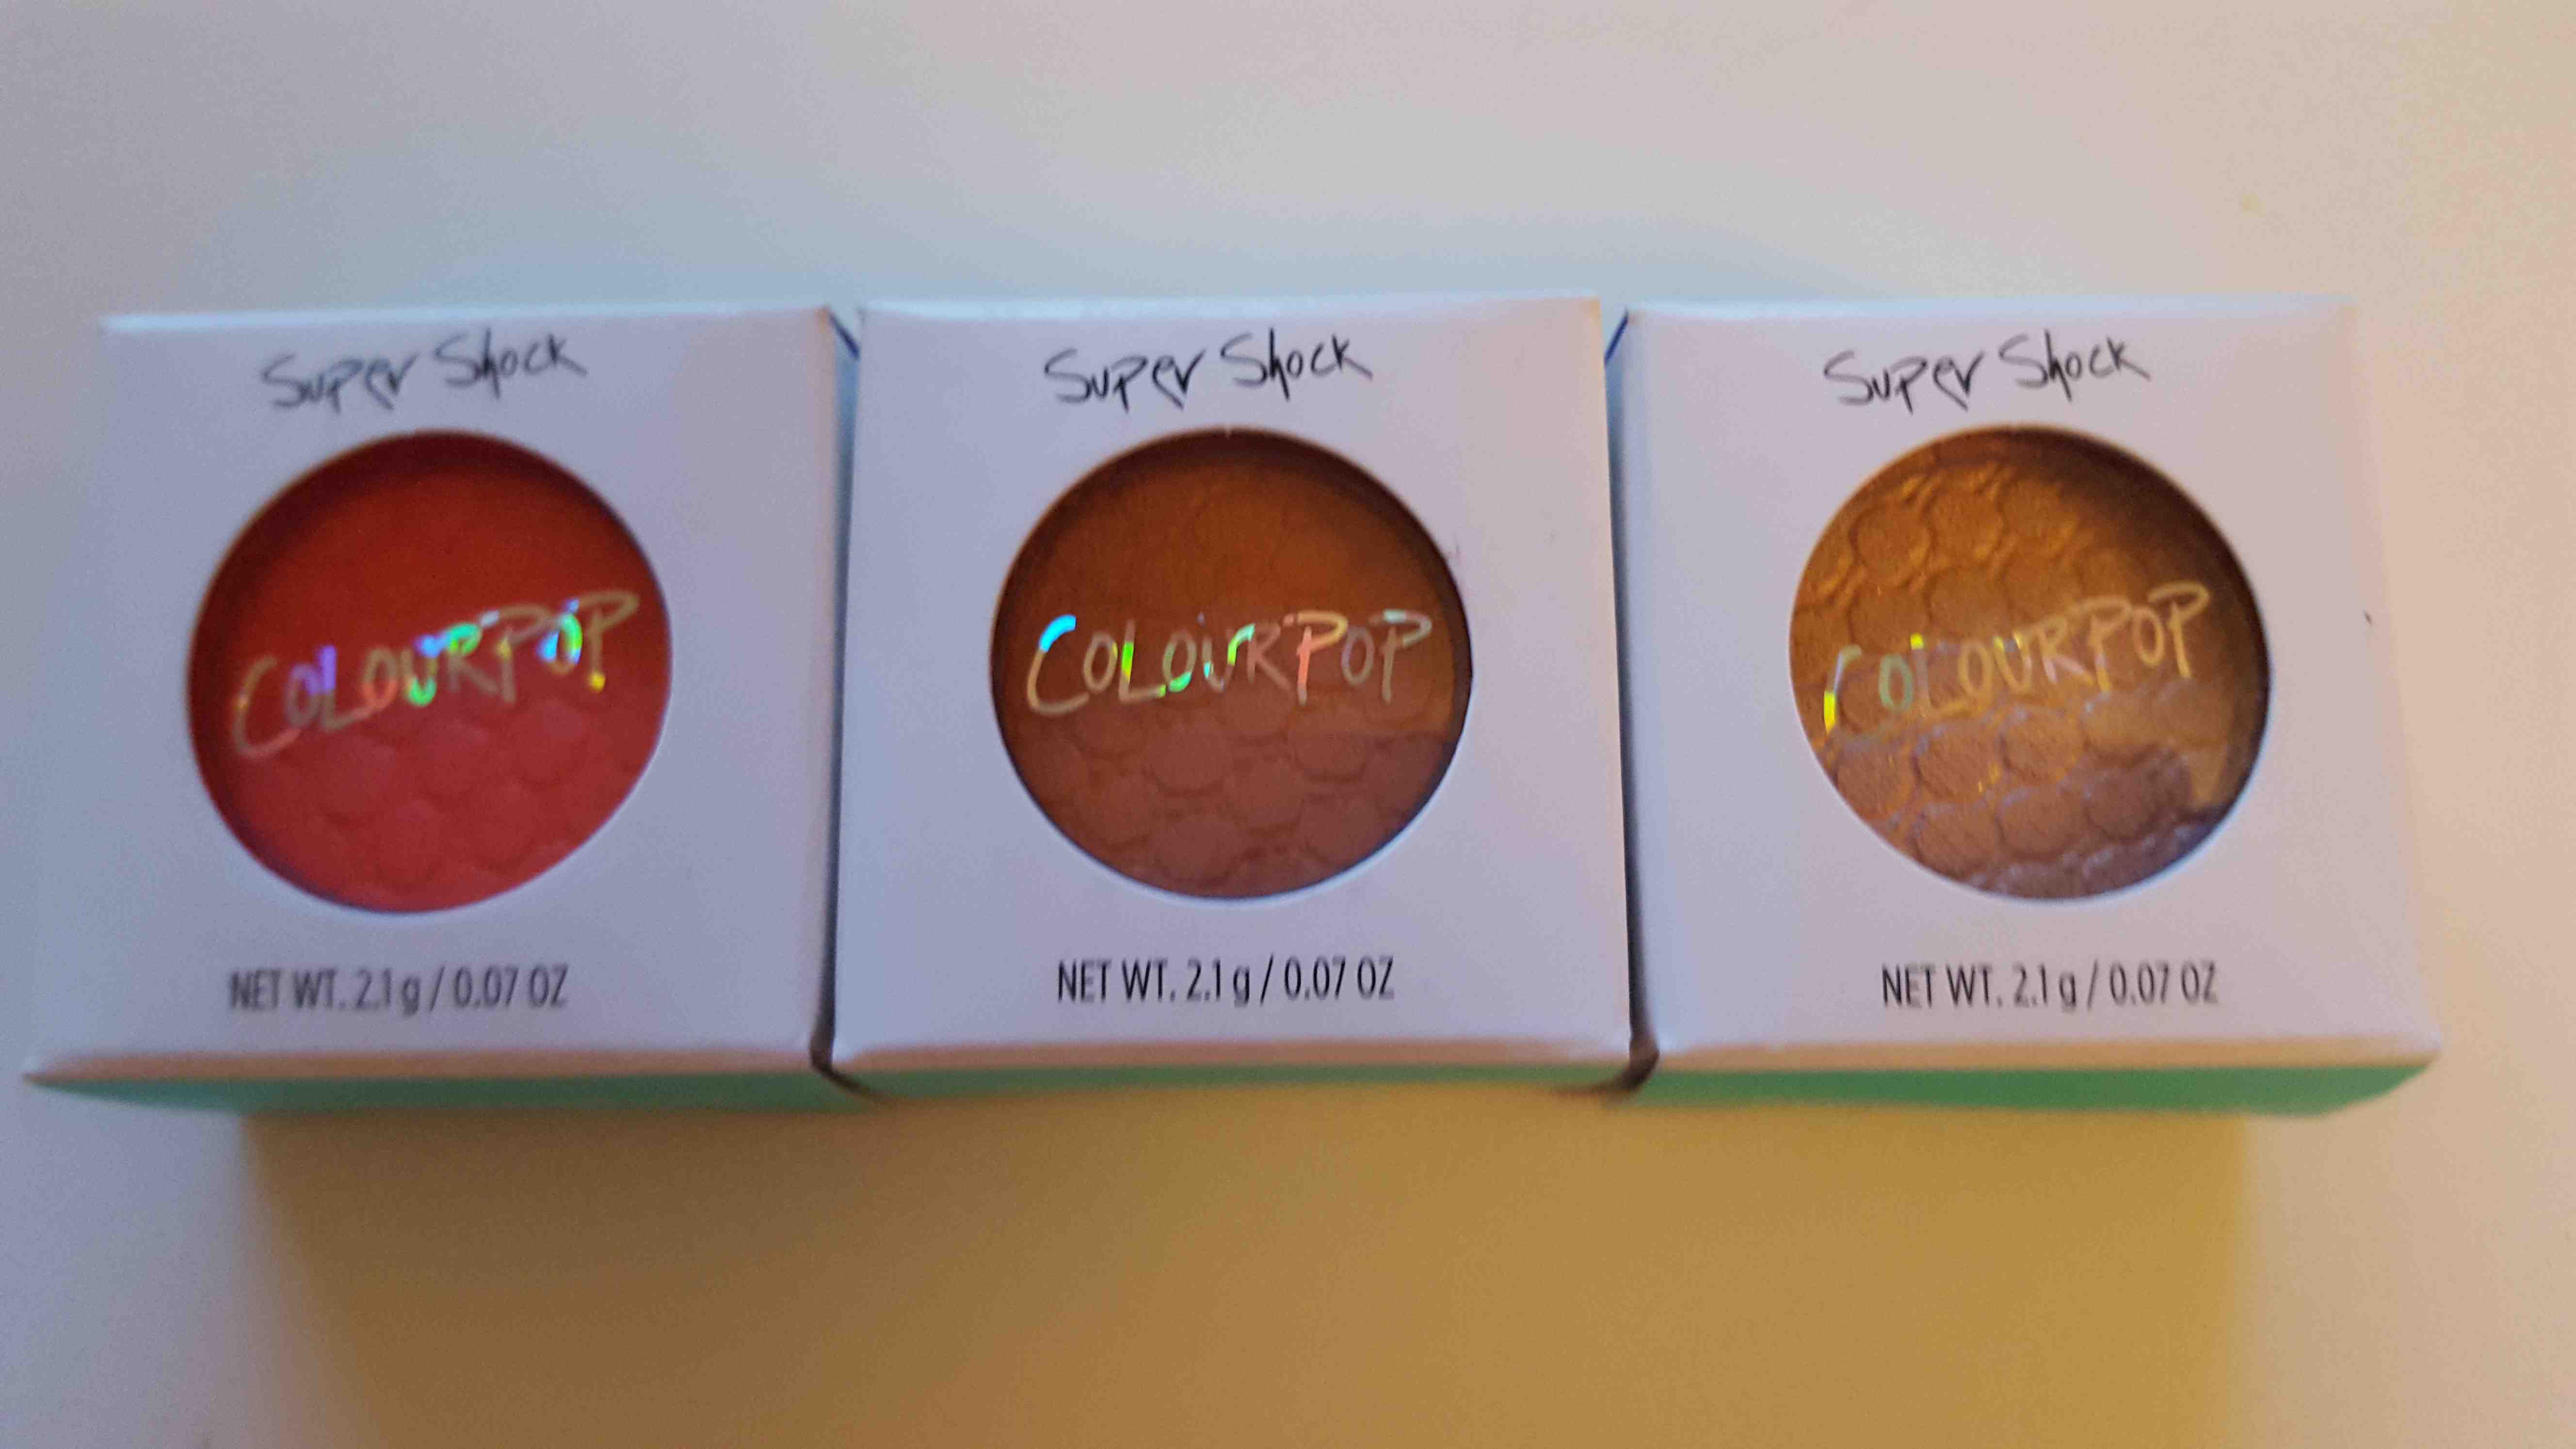 Super Shock
COLOURPOP
NET WT. 2.1 g / 0.07 OZ
Super Shock
COLOURPOP
NET WT. 2.1 g / 0.07 OZ
Super Shock
COLOURPOP
NET WT. 2.1 g / 0.07 OZ